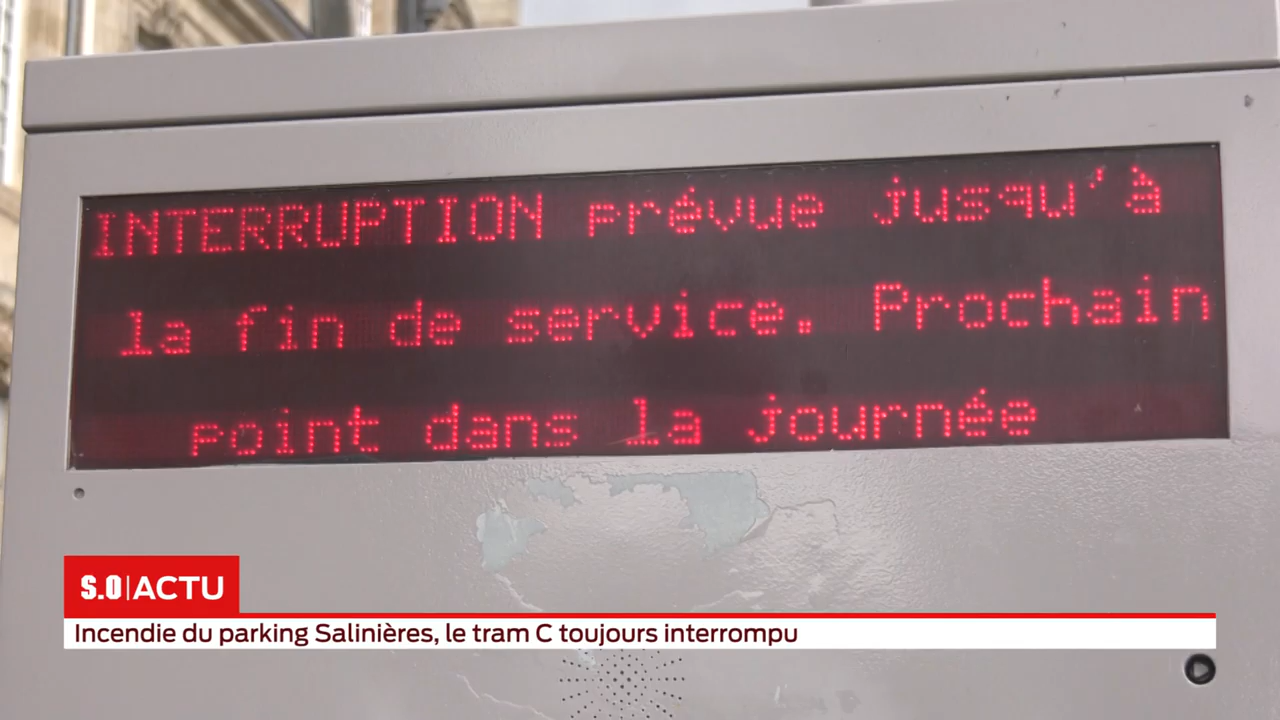 INTERRUPTION prévue jusqu'à
la fin de service. Prochain
point dans la journée
S.O|ACTU
Incendie du parking Salinières, le tram C toujours interrompu